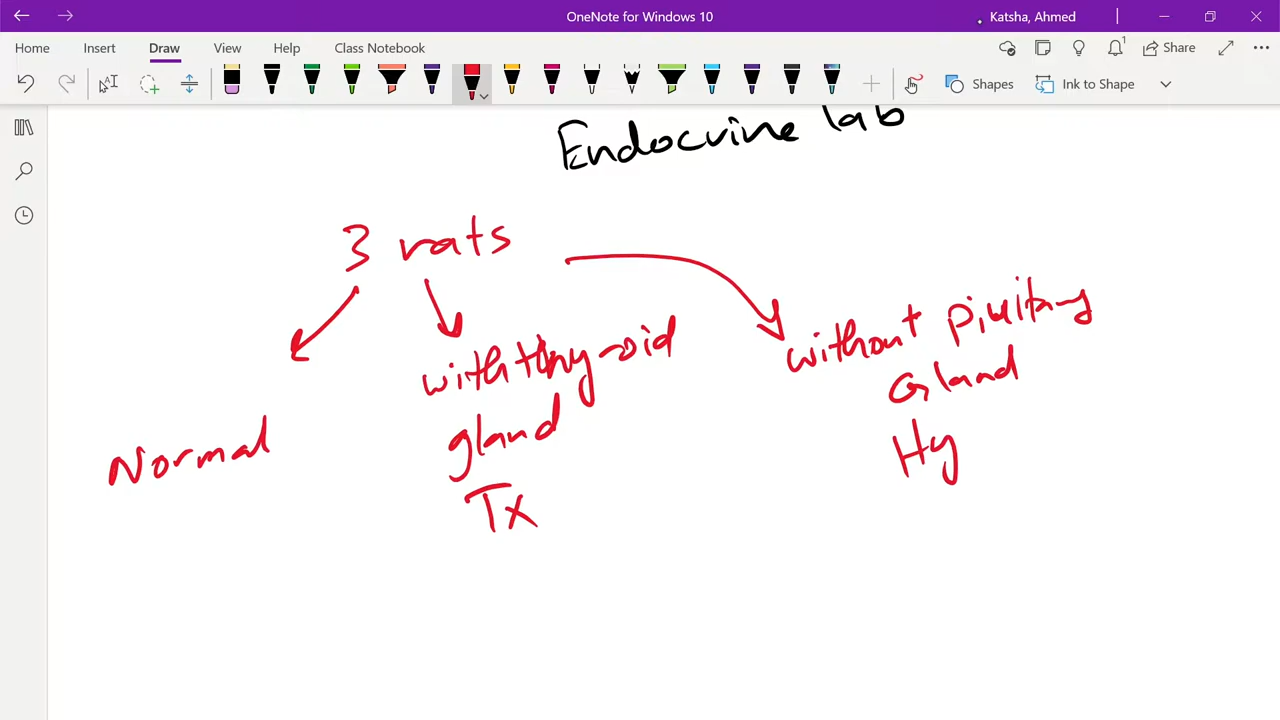 OneNote for Windows 10
Katsha, Ahmed
Home Insert Draw View Help Class Notebook
Share
Shapes
Ink to Shape
Endocrine lab
3 rats
Normal
with thyroid
gland
Tx
without pituitary
Gland
Hy